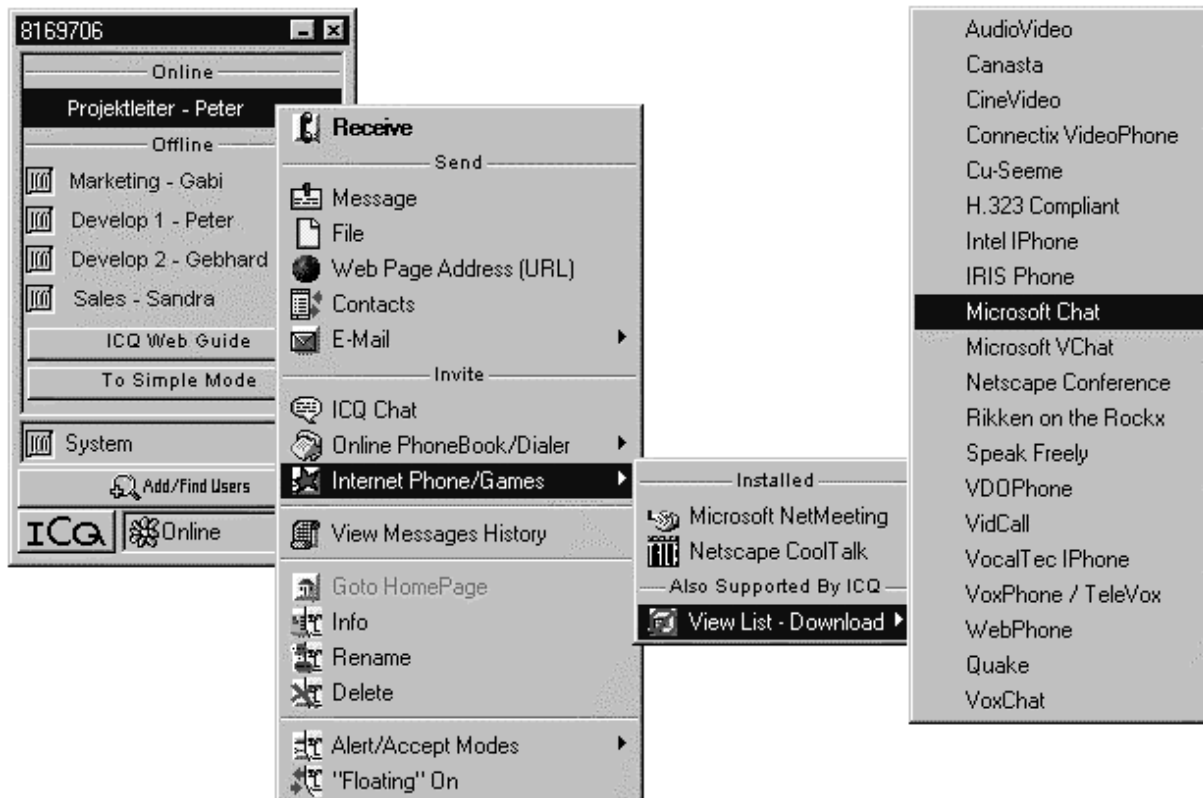 8169706
Online
Projektleiter - Peter
Offline
Marketing - Gabi
Develop 1 - Peter
Develop 2 - Gebhard
Sales - Sandra
ICQ Web Guide
To Simple Mode
System
Add/Find Users
ICQ Online
Receive
Send
Message
File
Web Page Address (URL)
Contacts
E-Mail
Invite
ICQ Chat
Online PhoneBook/Dialer
Internet Phone/Games
View Messages History
Goto HomePage
Info
Rename
Delete
Alert/Accept Modes
"Floating" On
Installed
Microsoft NetMeeting
Netscape CoolTalk
Also Supported By ICQ
View List - Download
AudioVideo
Canasta
CineVideo
Connectix VideoPhone
Cu-Seeme
H.323 Compliant
Intel IPhone
IRIS Phone
Microsoft Chat
Microsoft VChat
Netscape Conference
Rikken on the Rockx
Speak Freely
VDOPhone
VidCall
VocalTec IPhone
VoxPhone / TeleVox
WebPhone
Quake
VoxChat